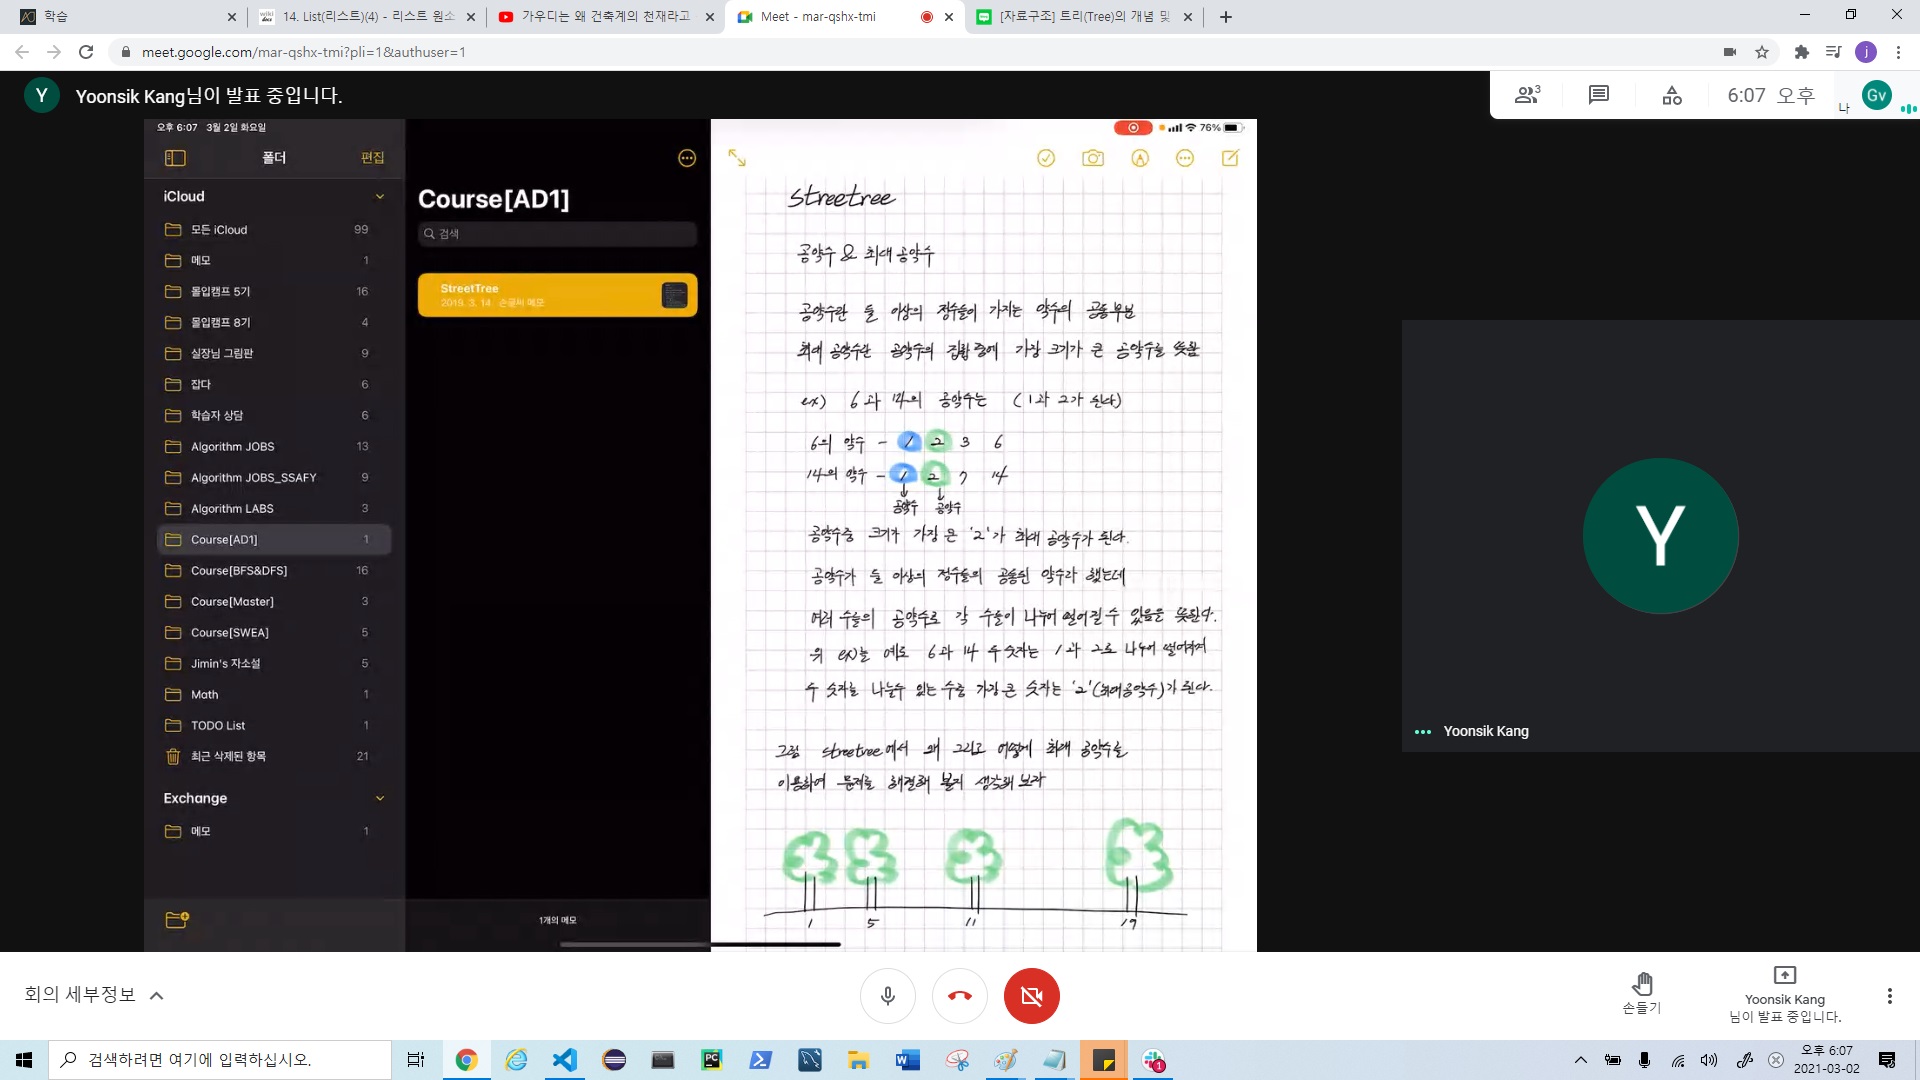 학습
14. List(리스트)(4) - 리스트 원소
가우디는 왜 건축계의 천재라고
Meet - mar-qshx-tmi
[자료구조] 트리(Tree)의 개념 및
meet.google.com/mar-qshx-tmi?pli=1&authuser=1
Y
Yoonsik Kang님이 발표 중입니다.
3
6:07 오후
나
Gv
오후 6:07 3월 2일 화요일
76%
폴더
편집
iCloud
모든 iCloud 99
메모 1
몰입캠프 5기 16
몰입캠프 8기 4
실장님 그림판 9
잡다 6
학습자 상담 6
Algorithm JOBS 13
Algorithm JOBS_SSAFY 9
Algorithm LABS 3
Course[AD1] 1
Course[BFS&DFS] 16
Course[Master] 3
Course[SWEA] 5
Jimin's 자소설 5
Math 1
TODO List 1
최근 삭제된 항목 21
Exchange
메모 1
Course[AD1]
검색
StreetTree
2019. 3. 14. 손글씨 메모
1개의 메모
Streetree
공약수 & 최대 공약수
공약수란 둘 이상의 정수들이 가지는 약수의 공통부분
최대 공약수란 공약수의 집합 중에 가장 크기가 큰 공약수를 뜻함
ex) 6과 14의 공약수는 (1과 2가 된다)
6의 약수 - 1 2 3 6
14의 약수 - 1 2 7 14
공약수 공약수
공약수중 크기가 가장 큰 '2'가 최대 공약수가 된다.
공약수가 둘 이상의 정수들의 공통된 약수라 했는데
여러 수들의 공약수로 각 수들이 나누어 떨어질 수 있음을 뜻한다.
위 ex)를 예로 6과 14 두 숫자는 1과 2로 나누어 떨어지며
두 숫자를 나눌수 있는 수중 가장 큰 숫자는 '2'(최대공약수)가 된다.
그럼 streetree에서 왜 그리고 어떻게 최대 공약수를
이용하여 문제를 해결해 볼지 생각해 보자
1 5 11 19
Y
Yoonsik Kang
회의 세부정보
손들기
Yoonsik Kang
님이 발표 중입니다.
검색하려면 여기에 입력하십시오.
오후 6:07
2021-03-02